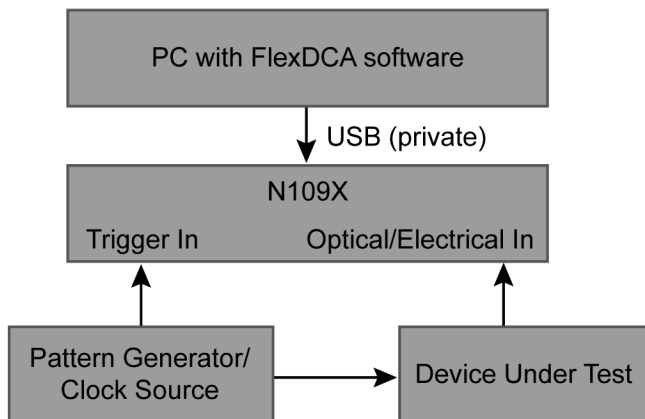 PC with FlexDCA software
USB (private)
N109X
Trigger In
Optical/Electrical In
Pattern Generator/
Clock Source
Device Under Test